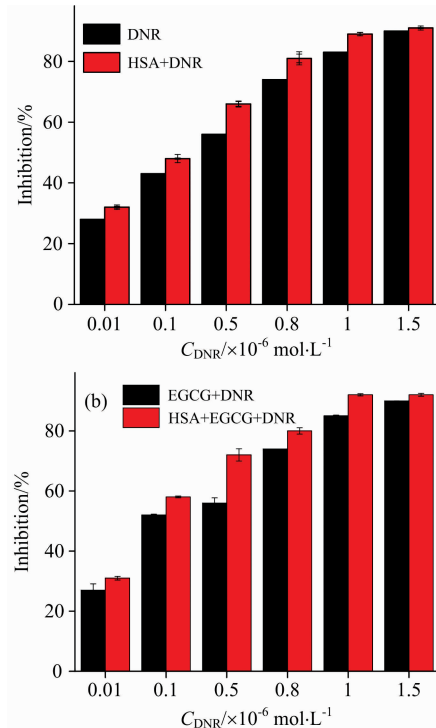 DNR
HSA+DNR
Inhibition/%
80
60
40
20
0
0.01 0.1 0.5 0.8 1 1.5
C_DNR/×10⁻⁶ mol·L⁻¹
(b)
EGCG+DNR
HSA+EGCG+DNR
Inhibition/%
80
60
40
20
0
0.01 0.1 0.5 0.8 1 1.5
C_DNR/×10⁻⁶ mol·L⁻¹